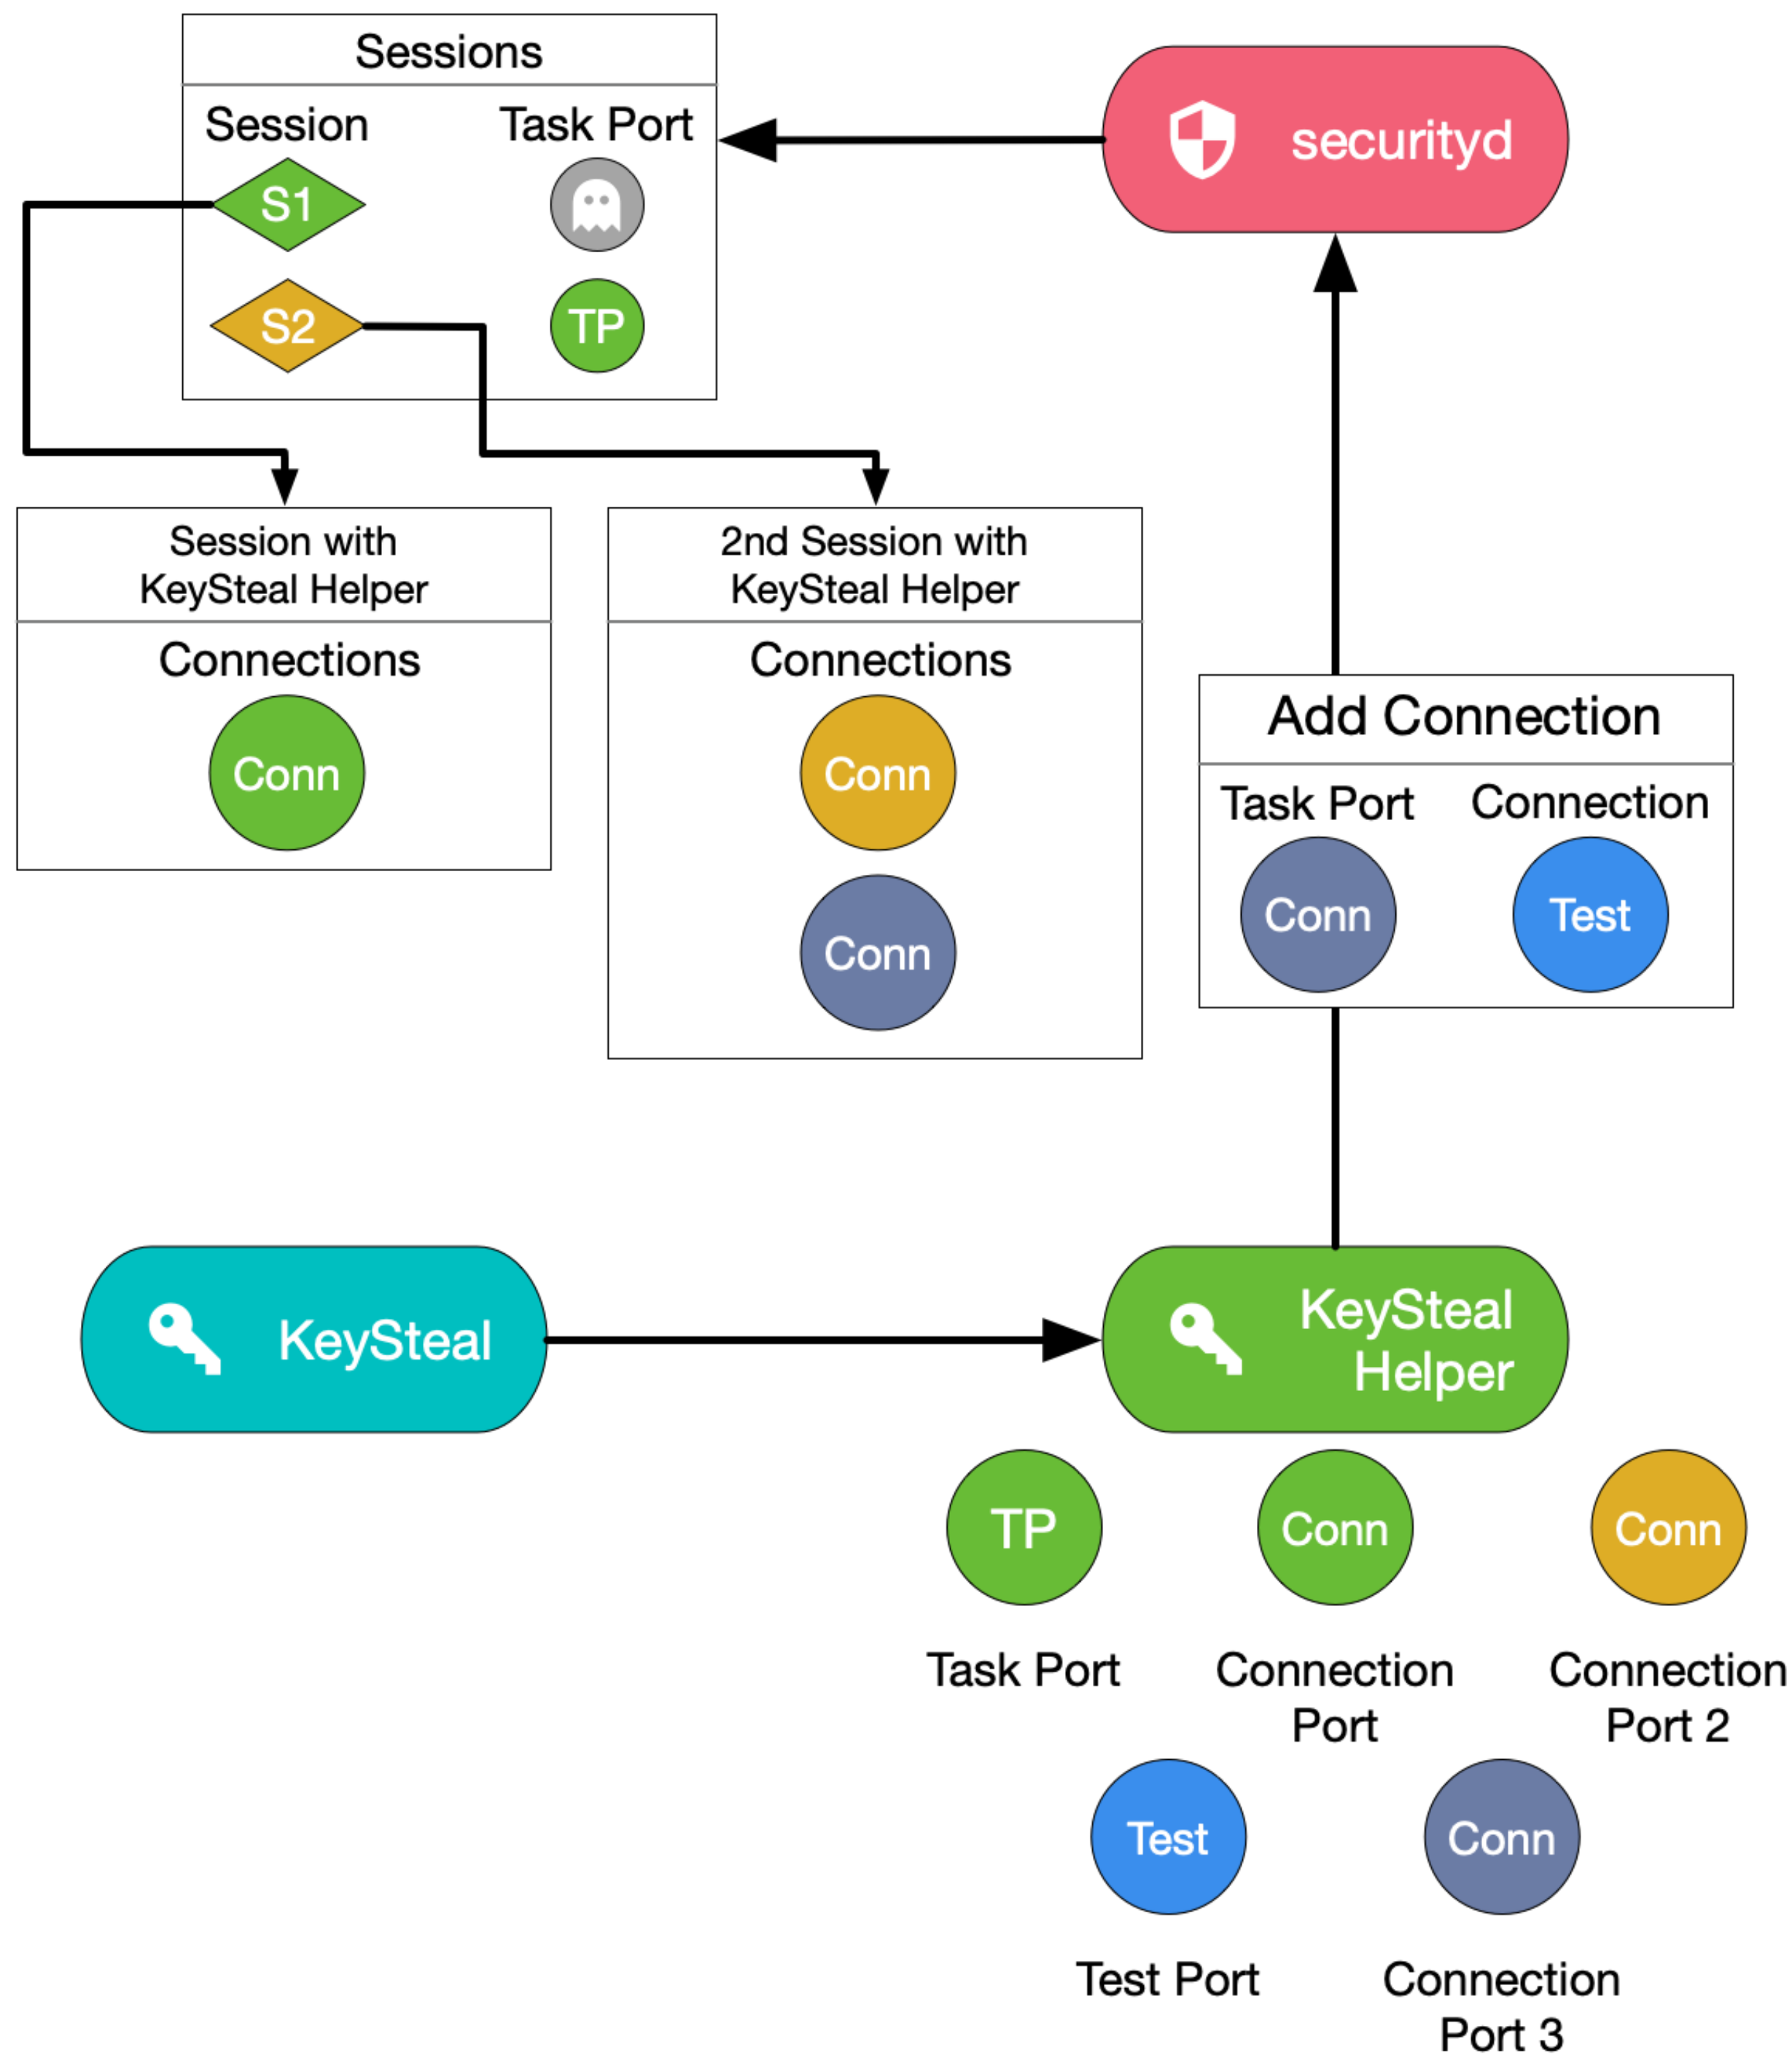 Sessions
Session
Task Port
S1
S2
TP
securityd
Session with
KeySteal Helper
Connections
Conn
2nd Session with
KeySteal Helper
Connections
Conn
Conn
Add Connection
Task Port
Connection
Conn
Test
KeySteal
KeySteal
Helper
TP
Conn
Conn
Task Port
Connection
Port
Connection
Port 2
Test
Conn
Test Port
Connection
Port 3